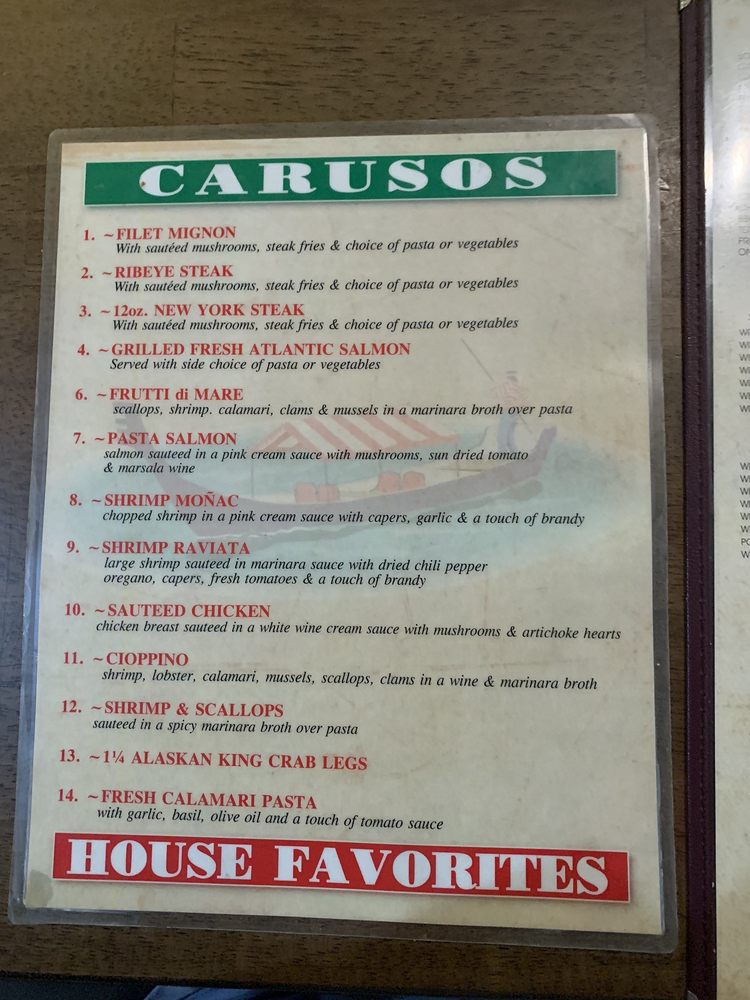 CARUSOS
1. ~FILET MIGNON
With sautéed mushrooms, steak fries & choice of pasta or vegetables
2. ~RIBEYE STEAK
With sautéed mushrooms, steak fries & choice of pasta or vegetables
3. ~12oz. NEW YORK STEAK
With sautéed mushrooms, steak fries & choice of pasta or vegetables
4. ~GRILLED FRESH ATLANTIC SALMON
Served with side choice of pasta or vegetables
6. ~FRUTTI di MARE
scallops, shrimp. calamari, clams & mussels in a marinara broth over pasta
7. ~PASTA SALMON
salmon sauteed in a pink cream sauce with mushrooms, sun dried tomato
& marsala wine
8. ~SHRIMP MOÑAC
chopped shrimp in a pink cream sauce with capers, garlic & a touch of brandy
9. ~SHRIMP RAVIATA
large shrimp sauteed in marinara sauce with dried chili pepper
oregano, capers, fresh tomatoes & a touch of brandy
10. ~SAUTEED CHICKEN
chicken breast sauteed in a white wine cream sauce with mushrooms & artichoke hearts
11. ~CIOPPINO
shrimp, lobster, calamari, mussels, scallops, clams in a wine & marinara broth
12. ~SHRIMP & SCALLOPS
sauteed in a spicy marinara broth over pasta
13. ~1¼ ALASKAN KING CRAB LEGS
14. ~FRESH CALAMARI PASTA
with garlic, basil, olive oil and a touch of tomato sauce
HOUSE FAVORITES